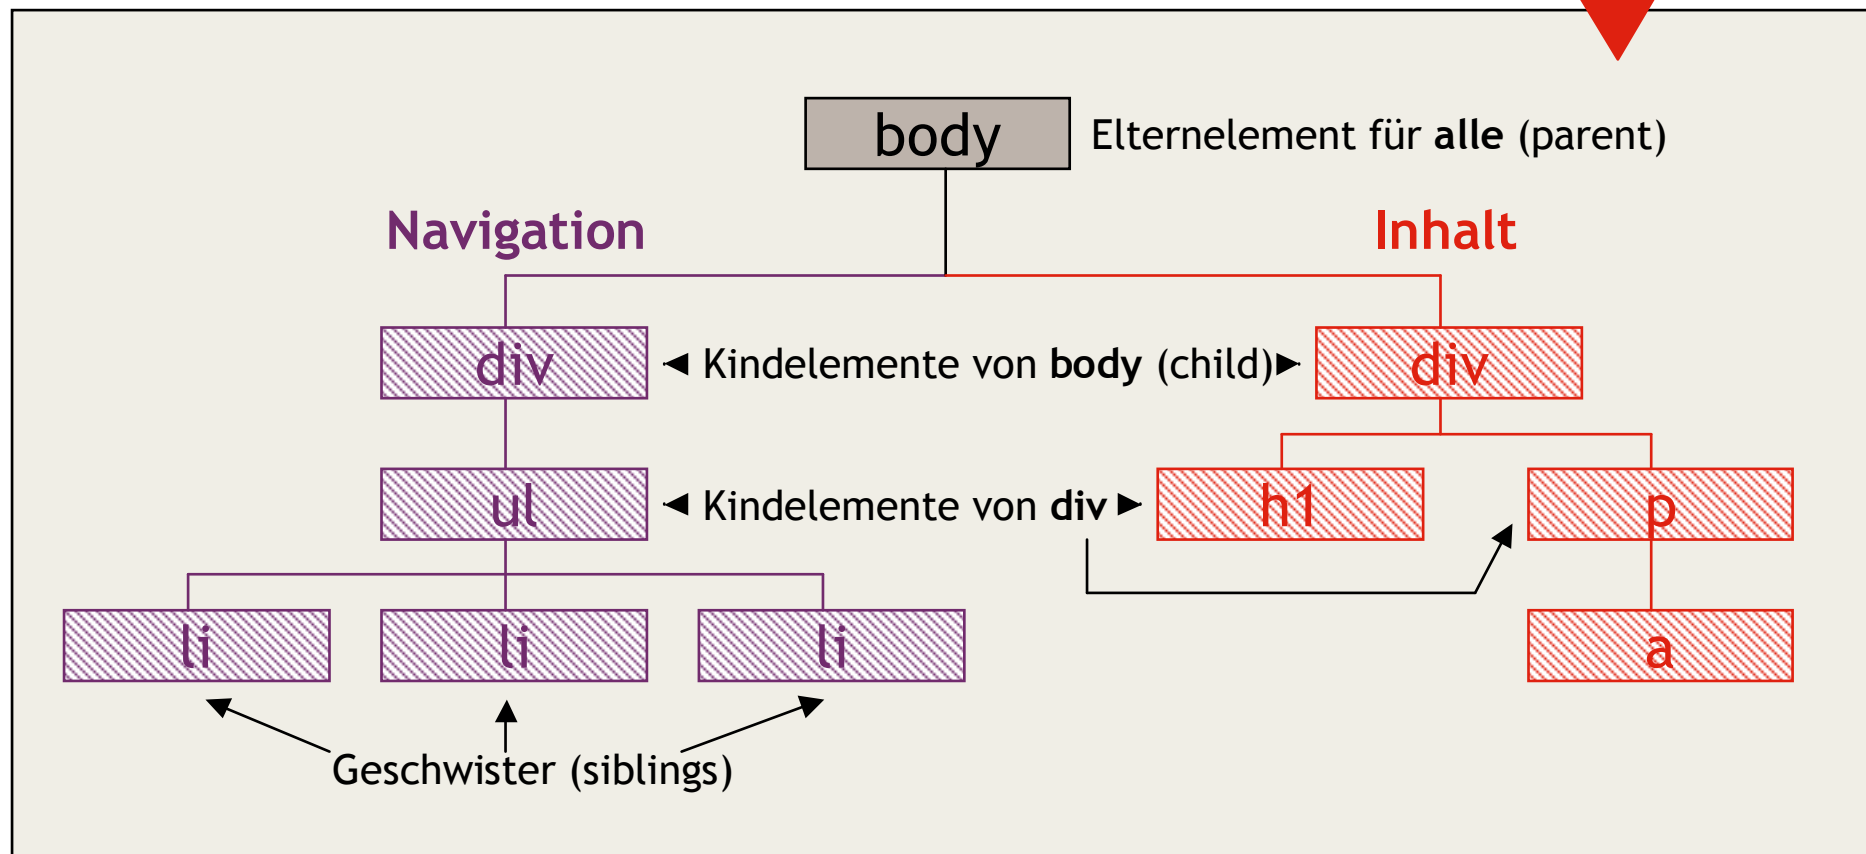 body
Elternelement für alle (parent)
Navigation
Inhalt
div
Kindelemente von body (child)
div
ul
Kindelemente von div
h1
p
li
li
li
a
Geschwister (siblings)